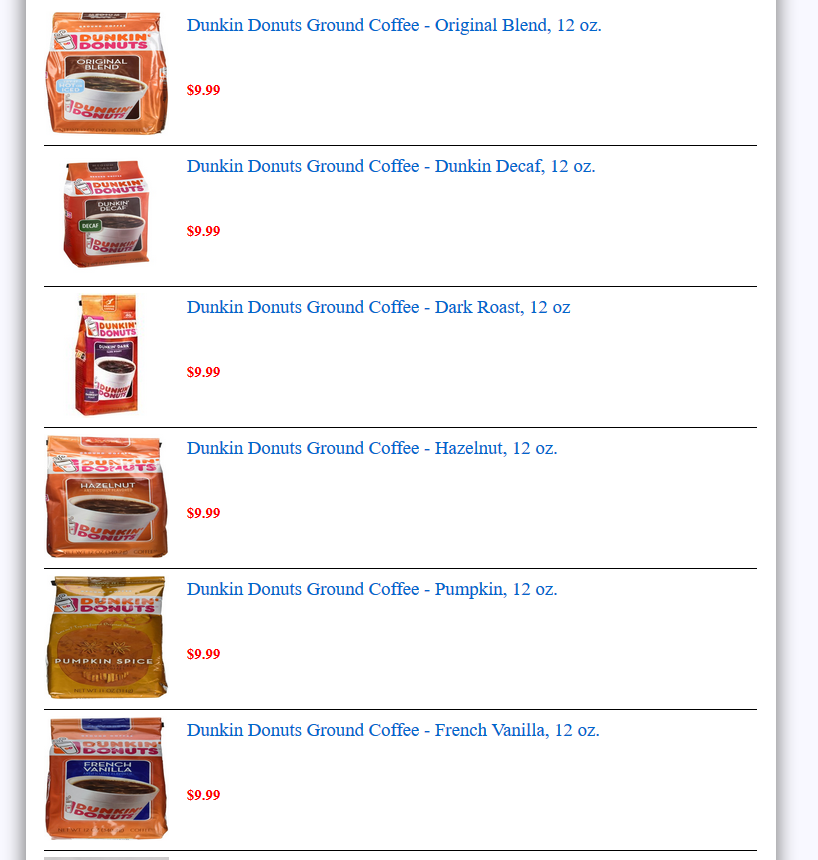 DUNKIN'
DONUTS
ORIGINAL
BLEND
DUNKIN'
DONUTS
Dunkin Donuts Ground Coffee - Original Blend, 12 oz.
$9.99
DUNKIN'
DONUTS
DUNKIN'
DECAF
DECAF
DUNKIN'
DONUTS
Dunkin Donuts Ground Coffee - Dunkin Decaf, 12 oz.
$9.99
DUNKIN'
DONUTS
DUNKIN' DARK
DUNKIN'
DONUTS
Dunkin Donuts Ground Coffee - Dark Roast, 12 oz
$9.99
DUNKIN'
DONUTS
HAZELNUT
DUNKIN'
DONUTS
Dunkin Donuts Ground Coffee - Hazelnut, 12 oz.
$9.99
DUNKIN'
DONUTS
PUMPKIN SPICE
Dunkin Donuts Ground Coffee - Pumpkin, 12 oz.
$9.99
DUNKIN'
DONUTS
FRENCH
VANILLA
DUNKIN'
DONUTS
Dunkin Donuts Ground Coffee - French Vanilla, 12 oz.
$9.99